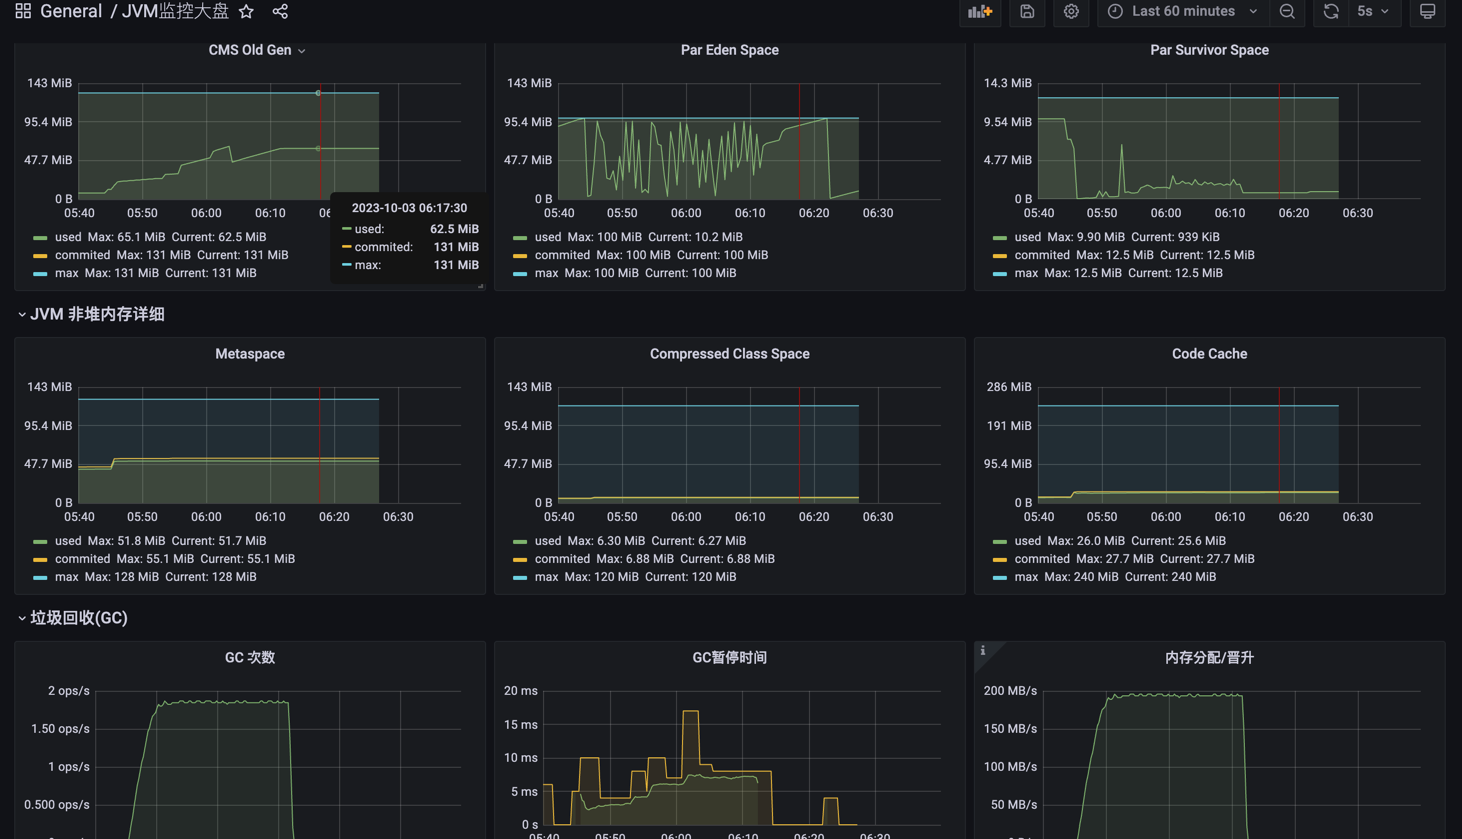 General / JVM监控大盘
Last 60 minutes
5s
CMS Old Gen
143 MiB
95.4 MiB
47.7 MiB
0 B
05:40 05:50 06:00 06:10 06
2023-10-03 06:17:30
used: 62.5 MiB
commited: 131 MiB
max: 131 MiB
used Max: 65.1 MiB Current: 62.5 MiB
commited Max: 131 MiB Current: 131 MiB
max Max: 131 MiB Current: 131 MiB
Par Eden Space
143 MiB
95.4 MiB
47.7 MiB
0 B
05:40 05:50 06:00 06:10 06:20 06:30
used Max: 100 MiB Current: 10.2 MiB
commited Max: 100 MiB Current: 100 MiB
max Max: 100 MiB Current: 100 MiB
Par Survivor Space
14.3 MiB
9.54 MiB
4.77 MiB
0 B
05:40 05:50 06:00 06:10 06:20 06:30
used Max: 9.90 MiB Current: 939 KiB
commited Max: 12.5 MiB Current: 12.5 MiB
max Max: 12.5 MiB Current: 12.5 MiB
JVM 非堆内存详细
Metaspace
143 MiB
95.4 MiB
47.7 MiB
0 B
05:40 05:50 06:00 06:10 06:20 06:30
used Max: 51.8 MiB Current: 51.7 MiB
commited Max: 55.1 MiB Current: 55.1 MiB
max Max: 128 MiB Current: 128 MiB
Compressed Class Space
143 MiB
95.4 MiB
47.7 MiB
0 B
05:40 05:50 06:00 06:10 06:20 06:30
used Max: 6.30 MiB Current: 6.27 MiB
commited Max: 6.88 MiB Current: 6.88 MiB
max Max: 120 MiB Current: 120 MiB
Code Cache
286 MiB
191 MiB
95.4 MiB
0 B
05:40 05:50 06:00 06:10 06:20 06:30
used Max: 26.0 MiB Current: 25.6 MiB
commited Max: 27.7 MiB Current: 27.7 MiB
max Max: 240 MiB Current: 240 MiB
垃圾回收(GC)
GC 次数
2 ops/s
1.50 ops/s
1 ops/s
0.500 ops/s
GC暂停时间
20 ms
15 ms
10 ms
5 ms
0 s
05:40 05:50 06:00 06:10 06:20 06:30
i
内存分配/晋升
200 MB/s
150 MB/s
100 MB/s
50 MB/s